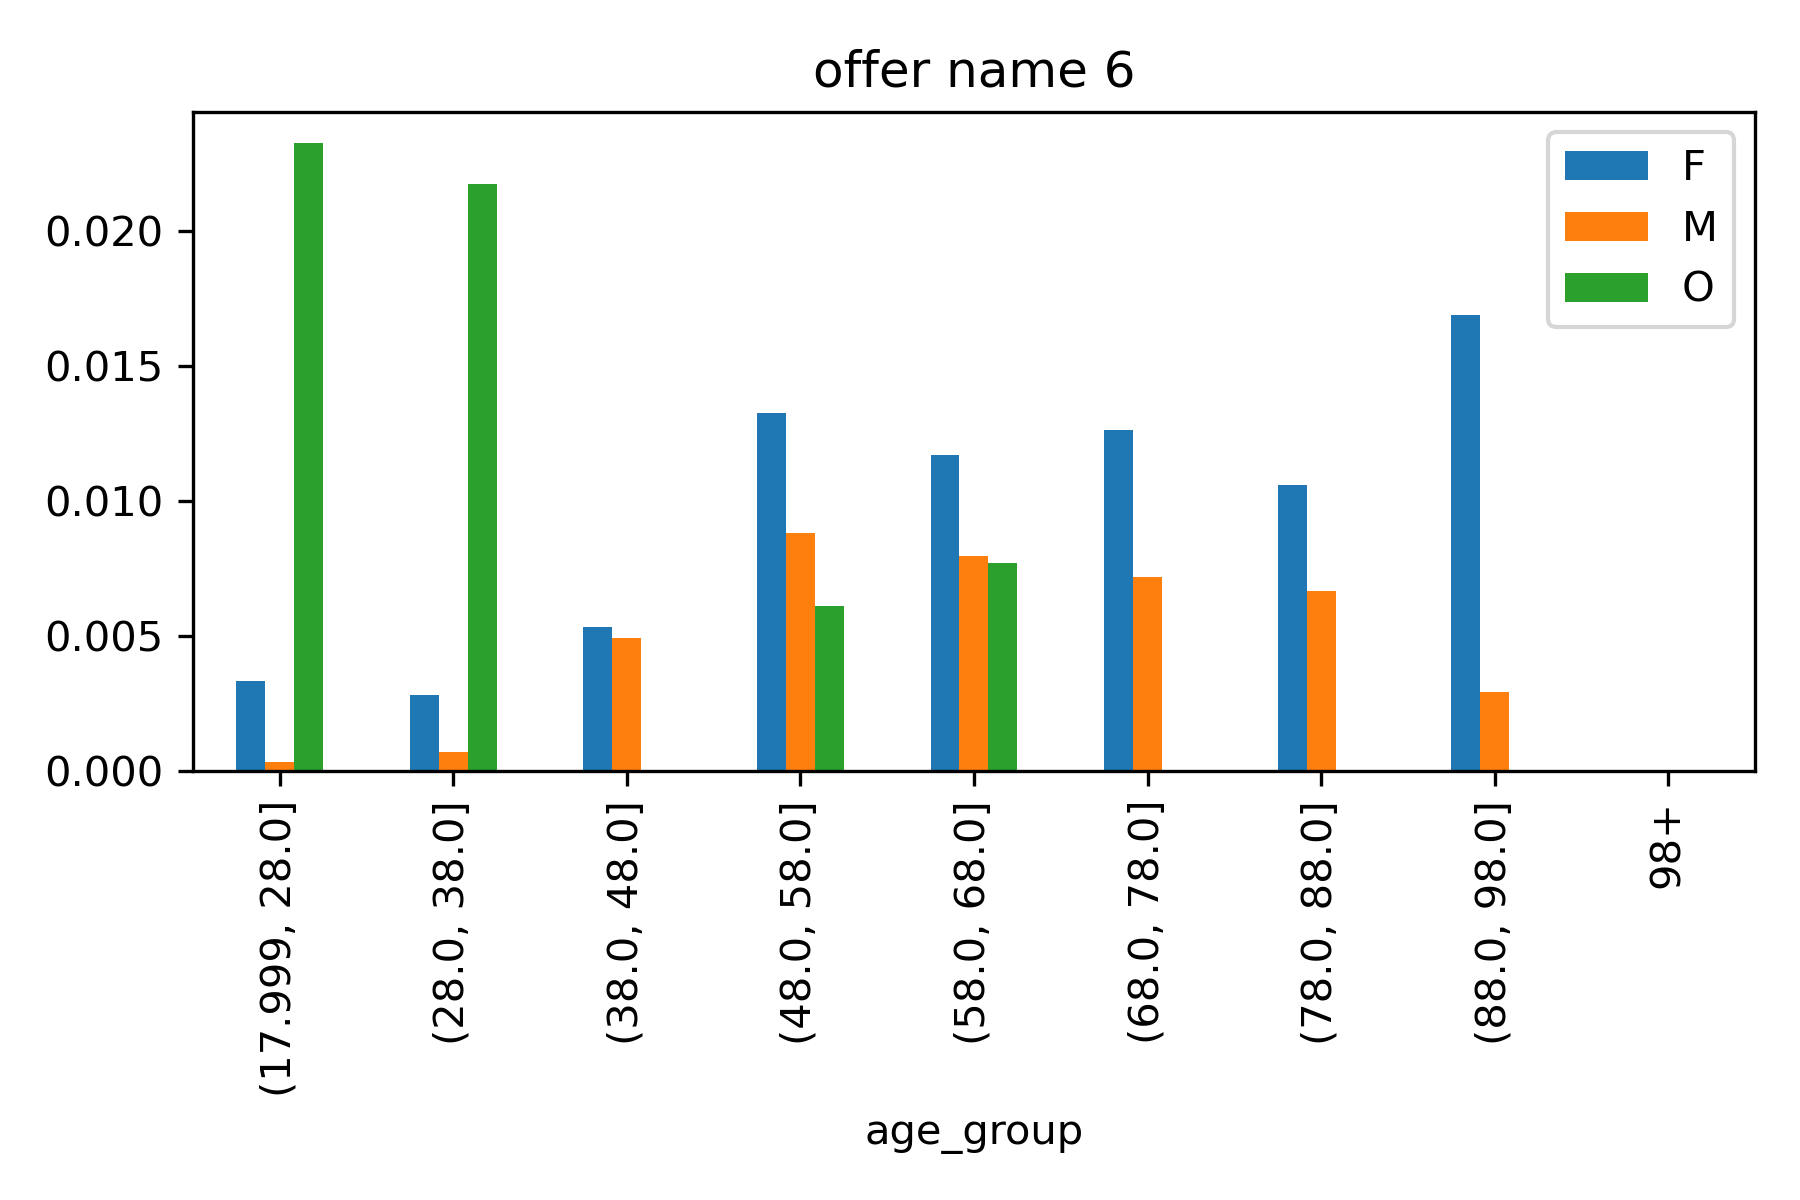 offer name 6
F
M
O
0.020
0.015
0.010
0.005
0.000
(17.999, 28.0]
(28.0, 38.0]
(38.0, 48.0]
(48.0, 58.0]
(58.0, 68.0]
(68.0, 78.0]
(78.0, 88.0]
(88.0, 98.0]
98+
age_group